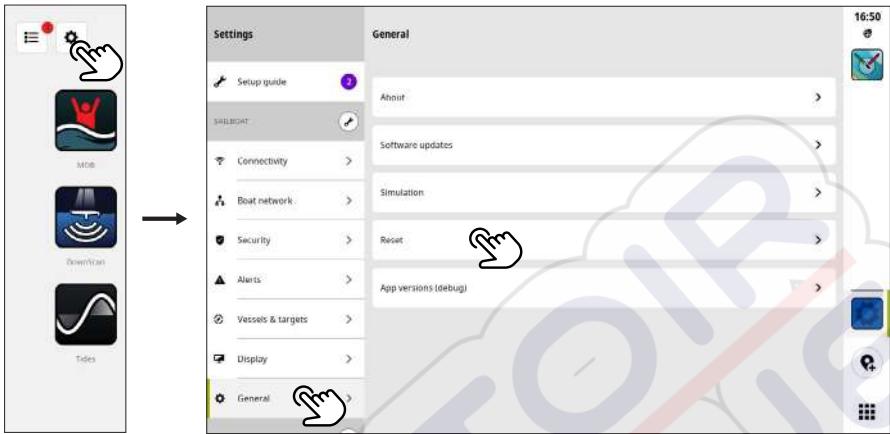 MOB
DownScan
Tides
Settings
Setup guide
2
SAILBOAT
Connectivity
Boat network
Security
Alerts
Vessels & targets
Display
General
General
About
Software updates
Simulation
Reset
App versions (debug)
16:50